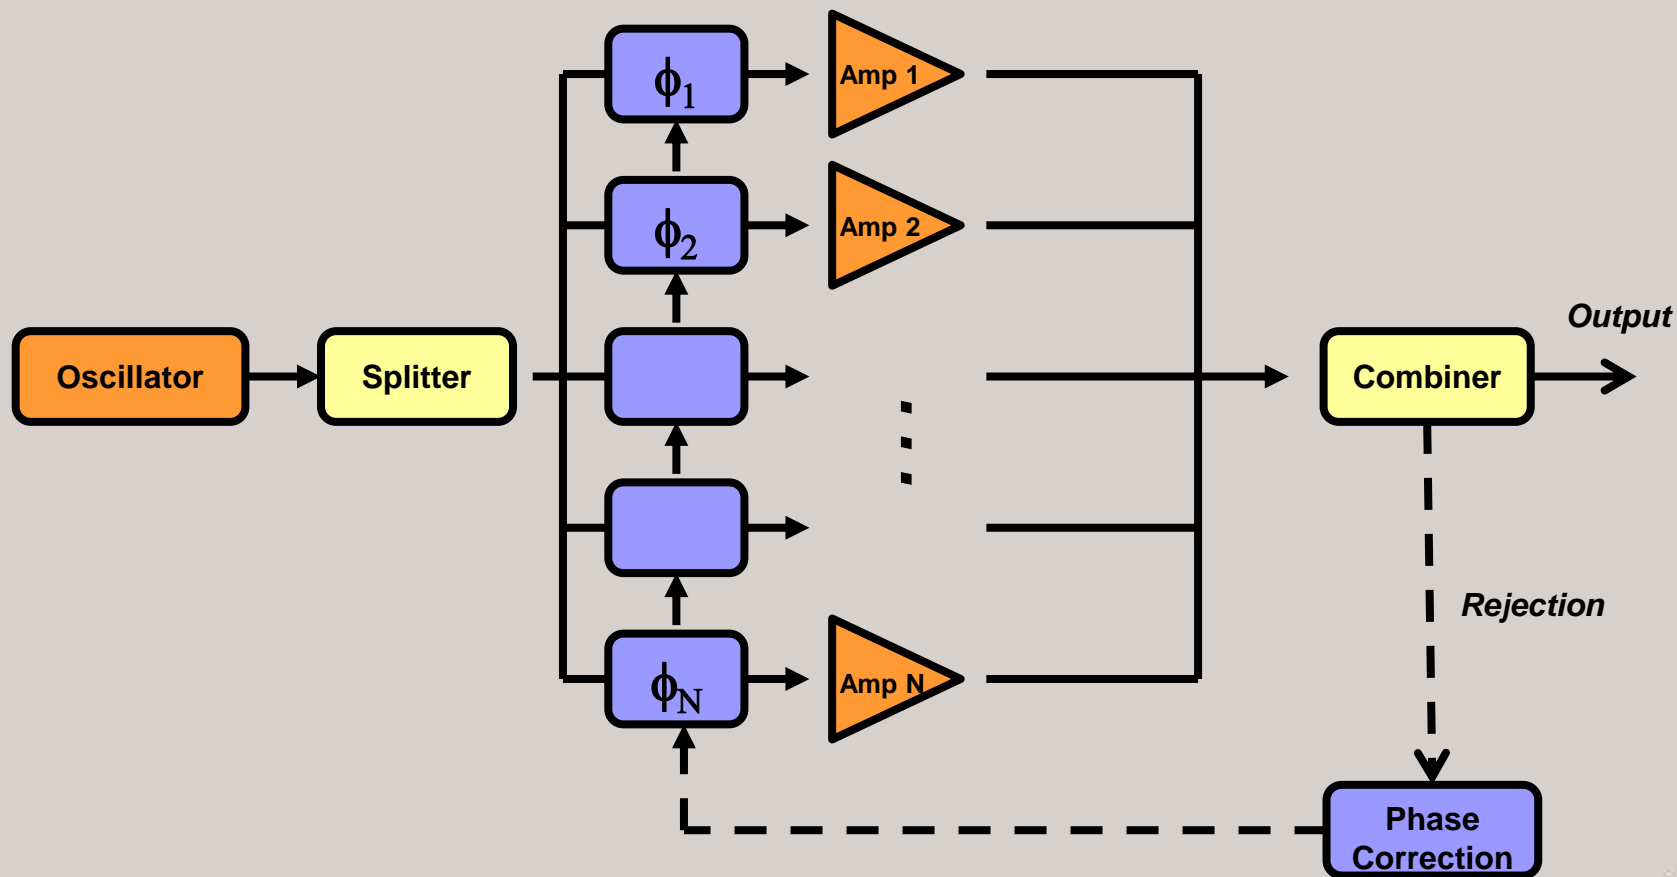 ϕ1
Amp 1
ϕ2
Amp 2
Output
Oscillator
Splitter
Combiner
Rejection
ϕN
Amp N
Phase
Correction